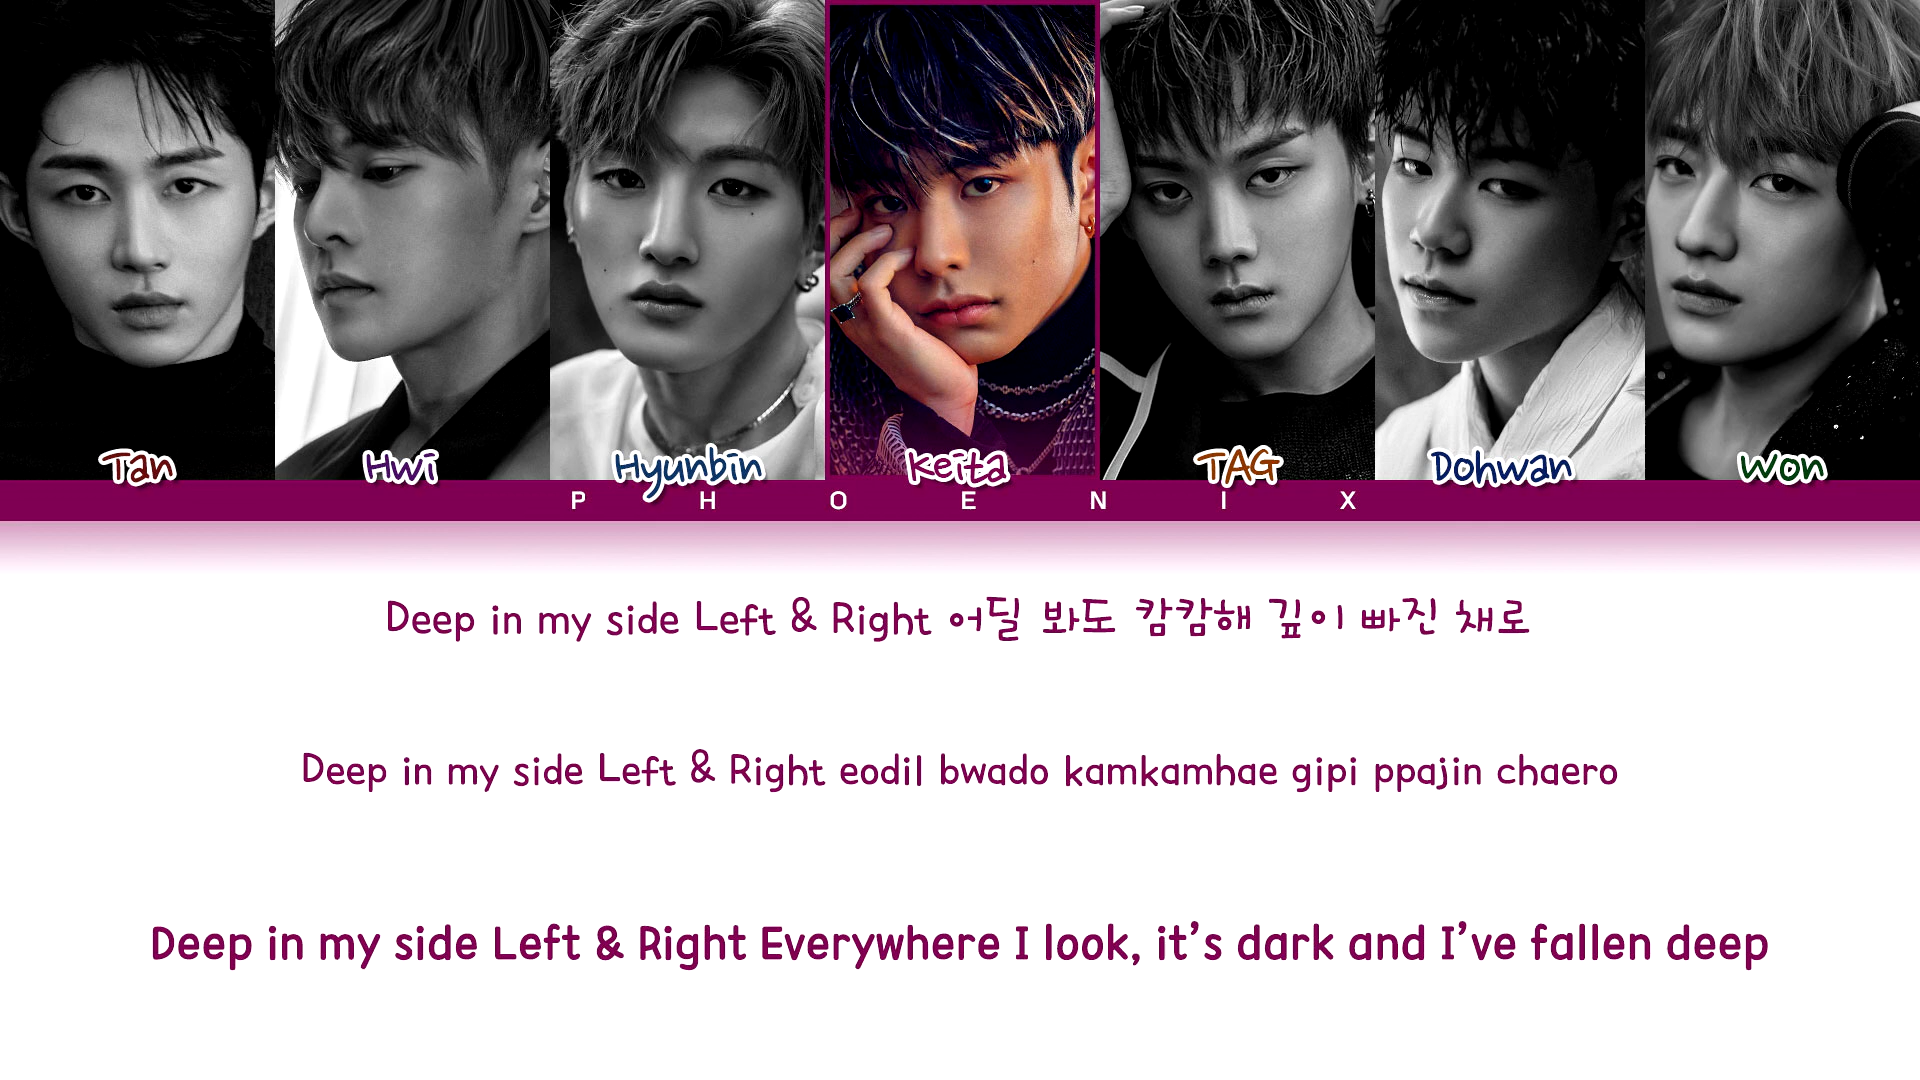 Tan
Hwi
Hyunbin
Keita
TAG
Dohwan
Won
PHOENIX
Deep in my side Left & Right 어딜 봐도 캄캄해 깊이 빠진 채로
Deep in my side Left & Right eodil bwado kamkamhae gipi ppajin chaero
Deep in my side Left & Right Everywhere I look, it’s dark and I’ve fallen deep